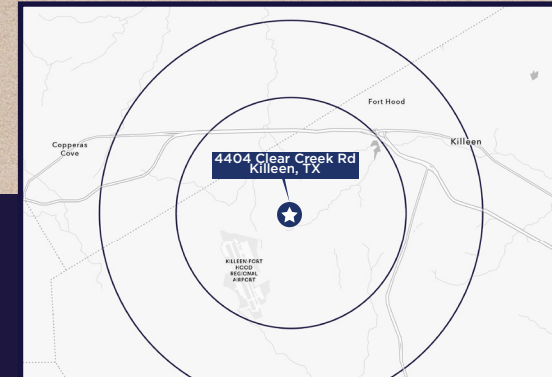 Fort Hood
Killeen
Copperas
Cove
4404 Clear Creek Rd
Killeen, TX
KILLEEN-FORT
HOOD
REGIONAL
AIRPORT